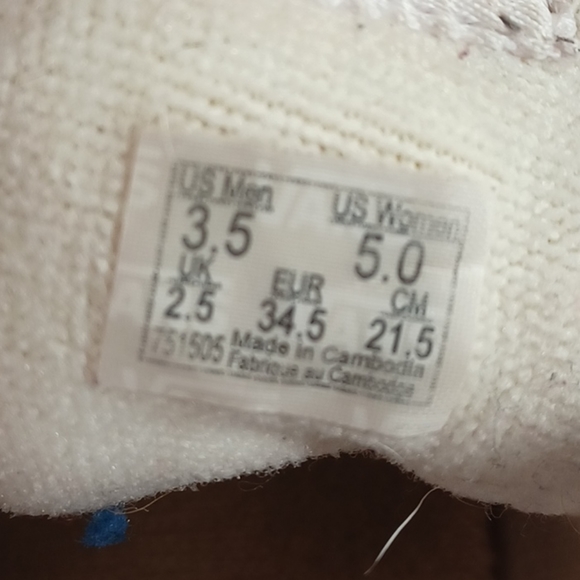 US Men US Women
3.5 5.0
UK EUR CM
2.5 34.5 21.5
751505 Made in Cambodia
Fabriqué au Cambodge